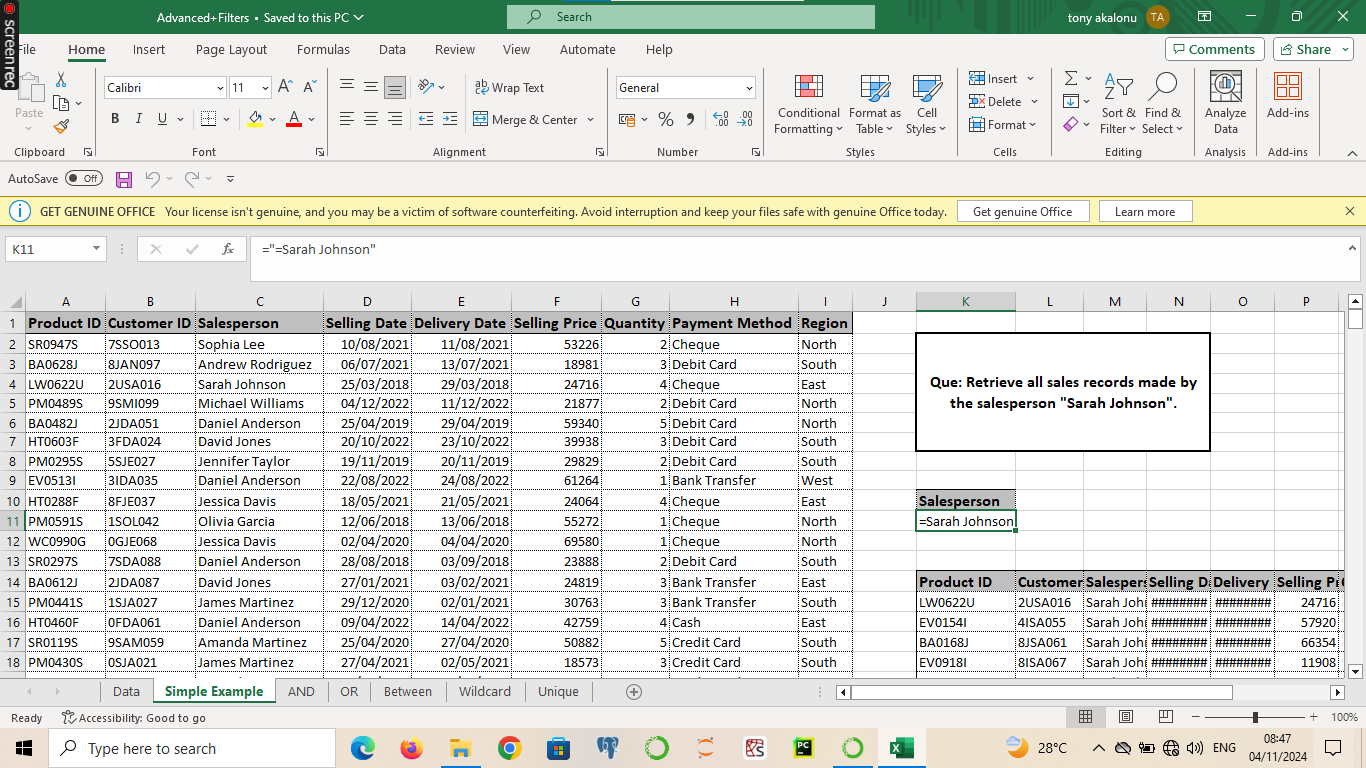 screenrec
Advanced+Filters • Saved to this PC
Search
tony akalonu
TA
File Home Insert Page Layout Formulas Data Review View Automate Help
Comments
Share
Paste
Clipboard
Calibri 11
B I U A
Font
Wrap Text
Merge & Center
Alignment
General
Number
Conditional Formatting
Format as Table
Cell Styles
Styles
Insert
Delete
Format
Cells
Sort & Filter
Find & Select
Editing
Analyze Data
Analysis
Add-ins
Add-ins
AutoSave Off
GET GENUINE OFFICE Your license isn't genuine, and you may be a victim of software counterfeiting. Avoid interruption and keep your files safe with genuine Office today. Get genuine Office Learn more
K11 fx ="=Sarah Johnson"
A B C D E F G H I J K L M N O P
1 Product ID Customer ID Salesperson Selling Date Delivery Date Selling Price Quantity Payment Method Region
2 SR0947S 7SSO013 Sophia Lee 10/08/2021 11/08/2021 53226 2 Cheque North
3 BA0628J 8JAN097 Andrew Rodriguez 06/07/2021 13/07/2021 18981 3 Debit Card South
4 LW0622U 2USA016 Sarah Johnson 25/03/2018 29/03/2018 24716 4 Cheque East
5 PM0489S 9SMI099 Michael Williams 04/12/2022 11/12/2022 21877 2 Debit Card North
6 BA0482J 2JDA051 Daniel Anderson 25/04/2019 29/04/2019 59340 5 Debit Card North
7 HT0603F 3FDA024 David Jones 20/10/2022 23/10/2022 39938 3 Debit Card South
8 PM0295S 5SJE027 Jennifer Taylor 19/11/2019 20/11/2019 29829 2 Debit Card South
9 EV0513I 3IDA035 Daniel Anderson 22/08/2022 24/08/2022 61264 1 Bank Transfer West
10 HT0288F 8FJE037 Jessica Davis 18/05/2021 21/05/2021 24064 4 Cheque East
11 PM0591S 1SOL042 Olivia Garcia 12/06/2018 13/06/2018 55272 1 Cheque North
12 WC0990G 0GJE068 Jessica Davis 02/04/2020 04/04/2020 69580 1 Cheque North
13 SR0297S 7SDA088 Daniel Anderson 28/08/2018 03/09/2018 23888 2 Debit Card South
14 BA0612J 2JDA087 David Jones 27/01/2021 03/02/2021 24819 3 Bank Transfer East
15 PM0441S 1SJA027 James Martinez 29/12/2020 02/01/2021 30763 3 Bank Transfer South
16 HT0460F 0FDA061 Daniel Anderson 09/04/2022 14/04/2022 42759 4 Cash East
17 SR0119S 9SAM059 Amanda Martinez 25/04/2020 27/04/2020 50882 5 Credit Card South
18 PM0430S 0SJA021 James Martinez 27/04/2021 02/05/2021 18573 3 Credit Card South
Que: Retrieve all sales records made by
the salesperson "Sarah Johnson".
Salesperson
=Sarah Johnson
Product ID Customer Salespers Selling D Delivery Selling Pr
LW0622U 2USA016 Sarah Joh ######## ######## 24716
EV0154I 4ISA055 Sarah Joh ######## ######## 57920
BA0168J 8JSA061 Sarah Joh ######## ######## 66354
EV0918I 8ISA067 Sarah Joh ######## ######## 11908
Data Simple Example AND OR Between Wildcard Unique
Ready Accessibility: Good to go 100%
Type here to search
PC
28°C
ENG
08:47
04/11/2024